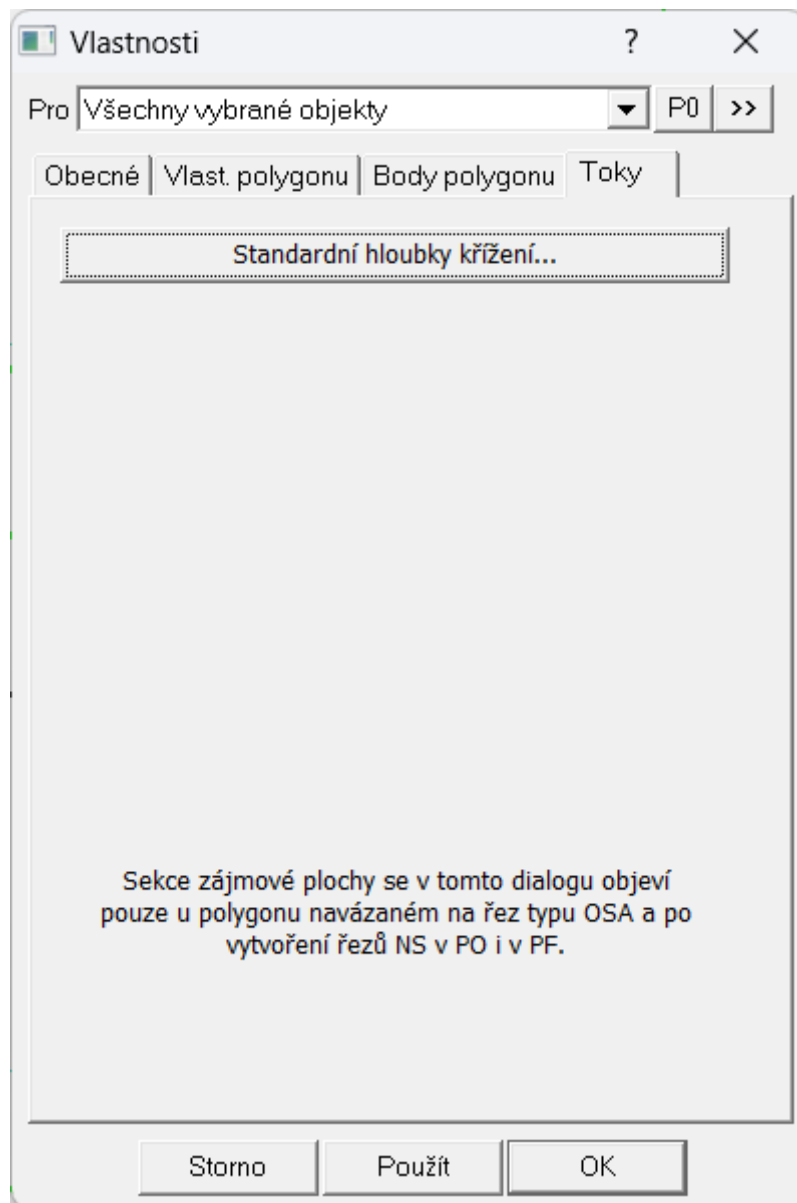 Vlastnosti ?
Pro Všechny vybrané objekty P0 >>
Obecné Vlast. polygonu Body polygonu Toky
Standardní hloubky křížení...
Sekce zájmové plochy se v tomto dialogu objeví
pouze u polygonu navázaném na řez typu OSA a po
vytvoření řezů NS v PO i v PF.
Storno Použít OK